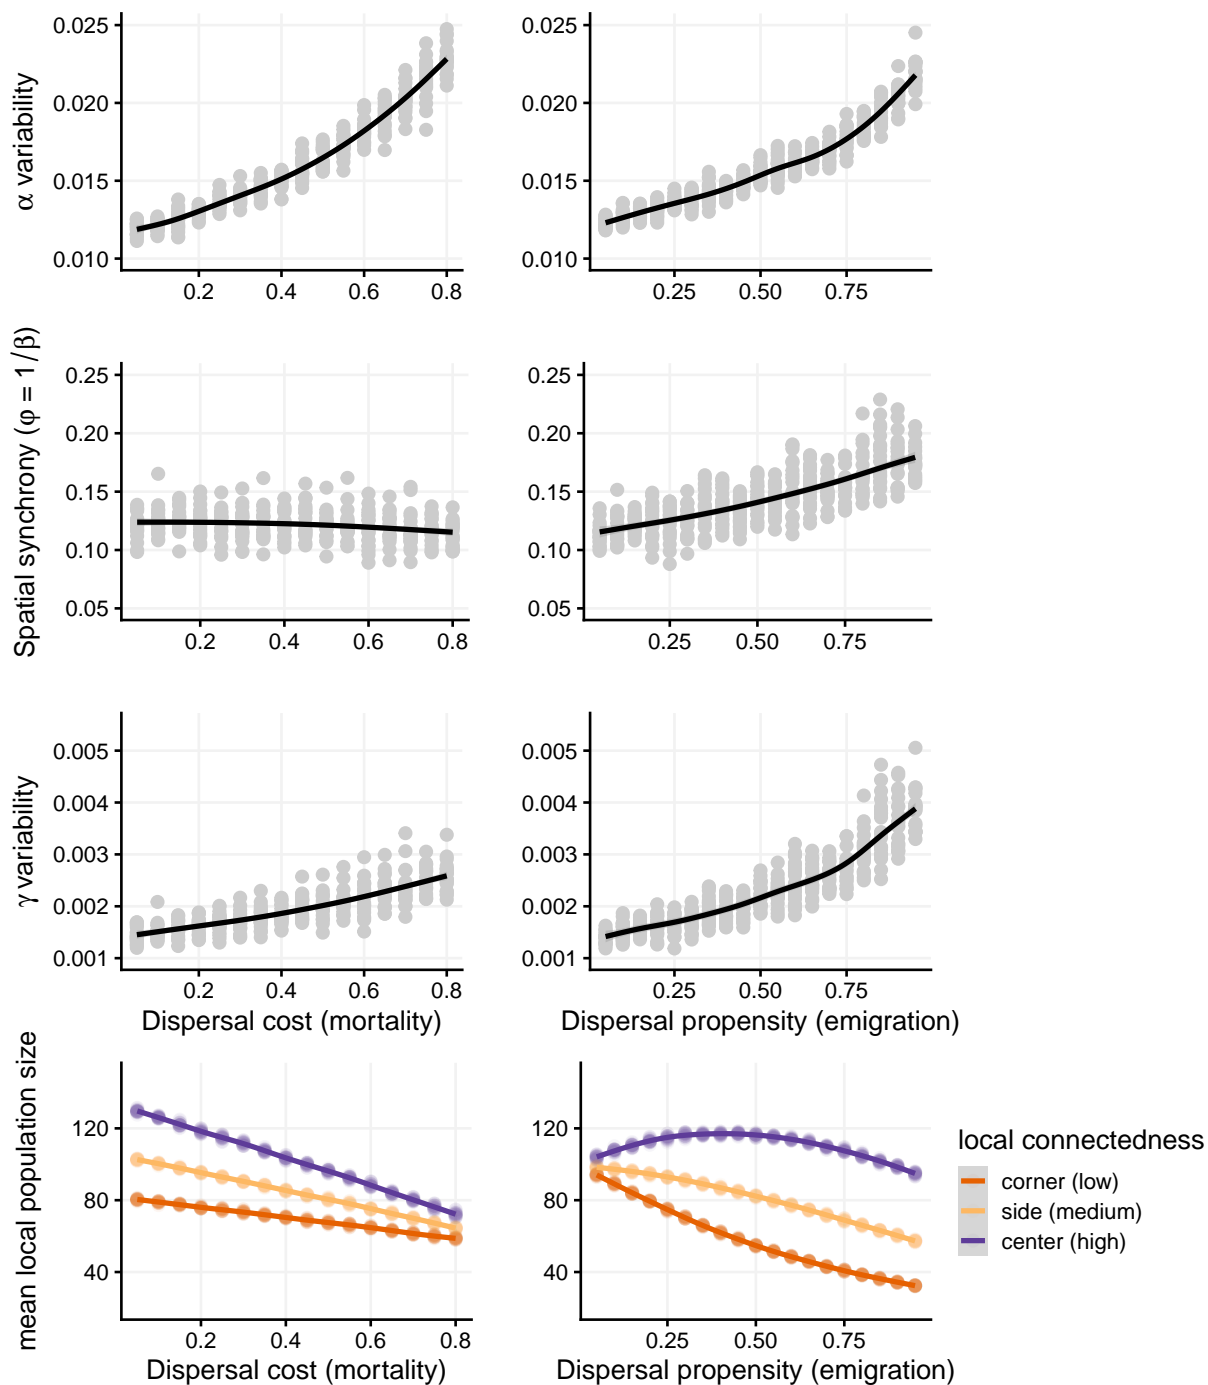 α variability
0.025
0.020
0.015
0.010
0.2 0.4 0.6 0.8
0.025
0.020
0.015
0.010
0.25 0.50 0.75
Spatial synchrony (φ = 1/β)
0.25
0.20
0.15
0.10
0.05
0.2 0.4 0.6 0.8
0.25
0.20
0.15
0.10
0.05
0.25 0.50 0.75
γ variability
0.005
0.004
0.003
0.002
0.001
0.2 0.4 0.6 0.8
Dispersal cost (mortality)
0.005
0.004
0.003
0.002
0.001
0.25 0.50 0.75
Dispersal propensity (emigration)
mean local population size
120
80
40
0.2 0.4 0.6 0.8
Dispersal cost (mortality)
120
80
40
0.25 0.50 0.75
Dispersal propensity (emigration)
local connectedness
corner (low)
side (medium)
center (high)